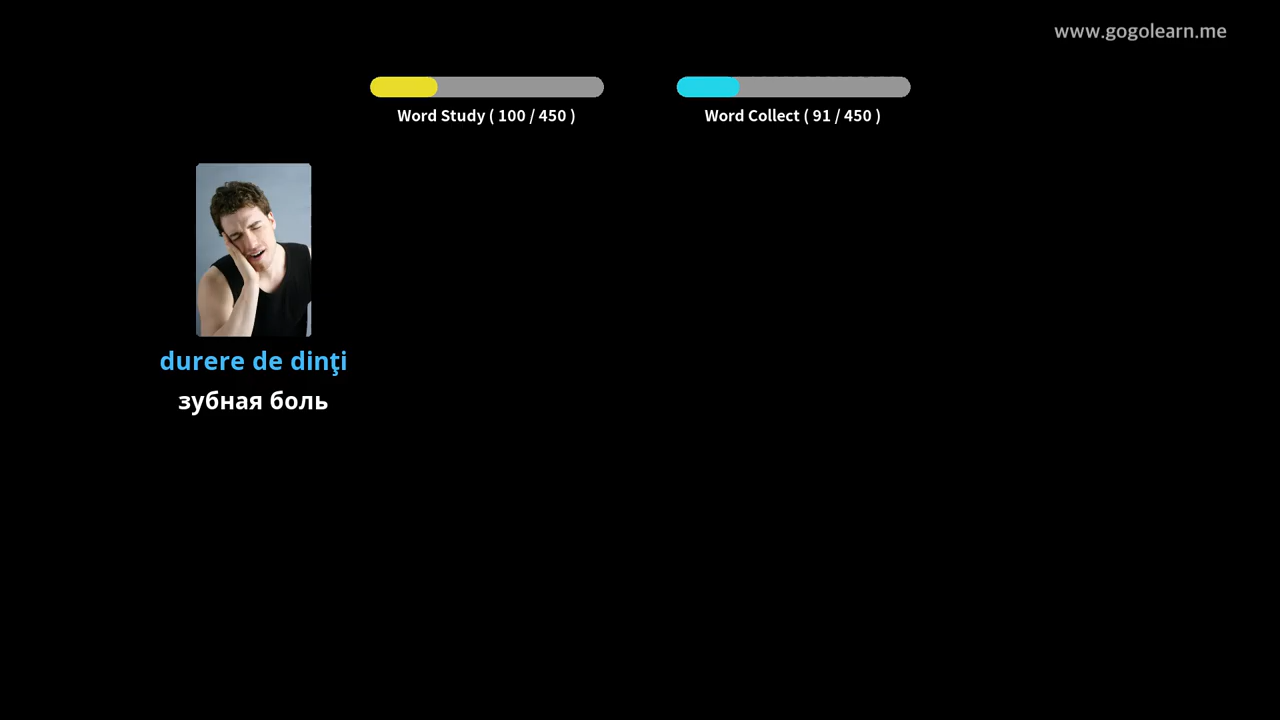 www.gogolearn.me
Word Study ( 100 / 450 )
Word Collect ( 91 / 450 )
durere de dinţi
зубная боль